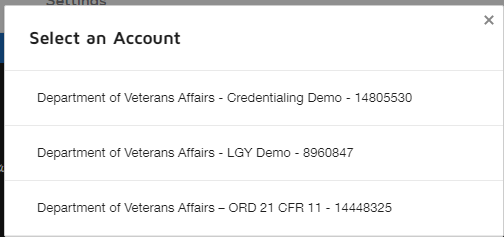 Settings
×
Select an Account
Department of Veterans Affairs - Credentialing Demo - 14805530
Department of Veterans Affairs - LGY Demo - 8960847
Department of Veterans Affairs – ORD 21 CFR 11 - 14448325